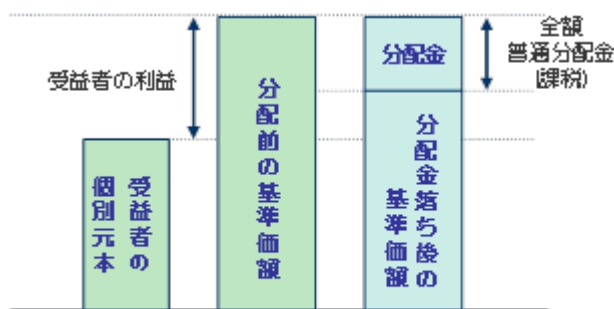 受益者の利益
受益者の
個別元本
分配前の基準価額
分配金
分配金落ち後の
基準価額
全額
普通分配金
(課税)